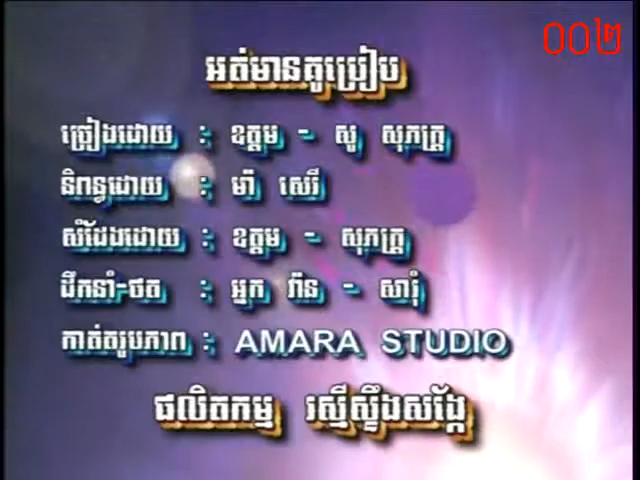 ០០២
អត់មានគូប្រៀប
ច្រៀងដោយ : ឧត្តម - សូ សុភក្ត្រ
និពន្ធដោយ : ម៉ា សេរី
សំដែងដោយ : ឧត្តម - សុភក្ត្រ
ដឹកនាំ-ថត : អ្នក វ៉ាន - សារុំ
កាត់តរូបភាព : AMARA STUDIO
ផលិតកម្ម រស្មីស្ទឹងសង្កែ